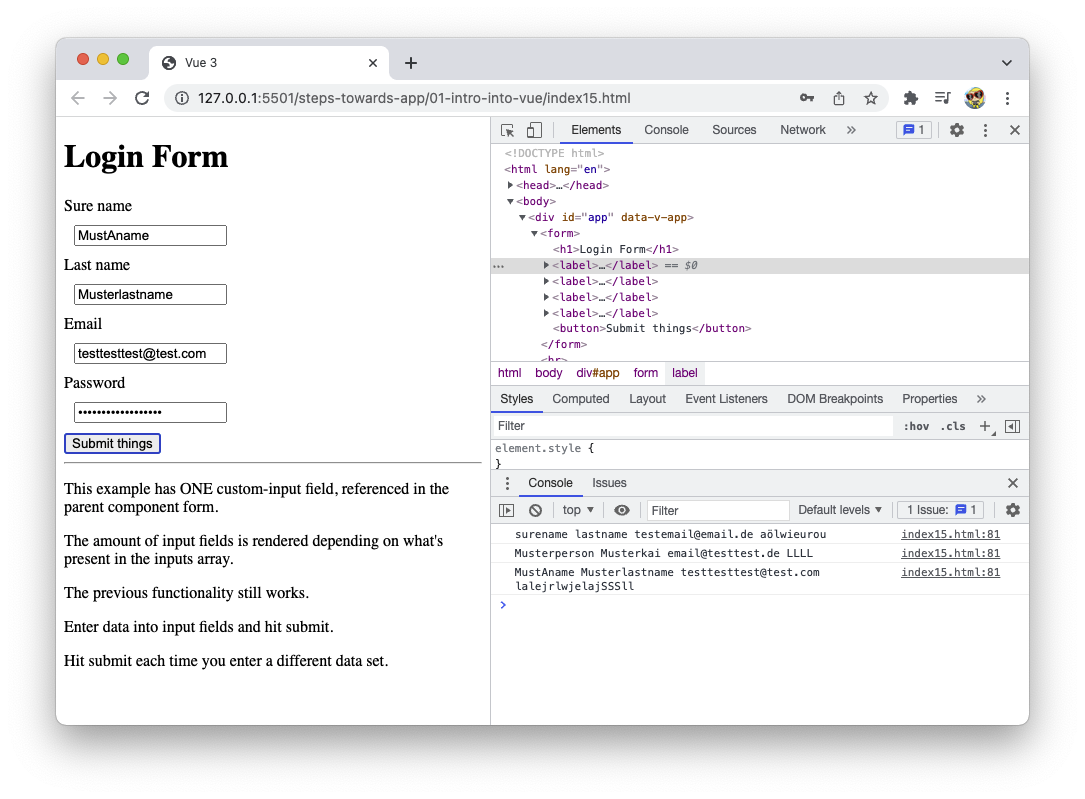 Vue 3
127.0.0.1:5501/steps-towards-app/01-intro-into-vue/index15.html
Login Form
Sure name
MustAname
Last name
Musterlastname
Email
testtesttest@test.com
Password
••••••••••••••••••
Submit things
This example has ONE custom-input field, referenced in the
parent component form.
The amount of input fields is rendered depending on what's
present in the inputs array.
The previous functionality still works.
Enter data into input fields and hit submit.
Hit submit each time you enter a different data set.
Elements Console Sources Network » 1
<!DOCTYPE html>
<html lang="en">
<head>…</head>
<body>
<div id="app" data-v-app>
<form>
<h1>Login Form</h1>
… <label>…</label> == $0
<label>…</label>
<label>…</label>
<label>…</label>
<button>Submit things</button>
</form>
<hr>
html body div#app form label
Styles Computed Layout Event Listeners DOM Breakpoints Properties »
Filter :hov .cls +
element.style {
}
Console Issues
top Filter Default levels 1 Issue: 1
surename lastname testemail@email.de aölwieurou index15.html:81
Musterperson Musterkai email@testtest.de LLLL index15.html:81
MustAname Musterlastname testtesttest@test.com index15.html:81
lalejrlwjelajSSSll
>